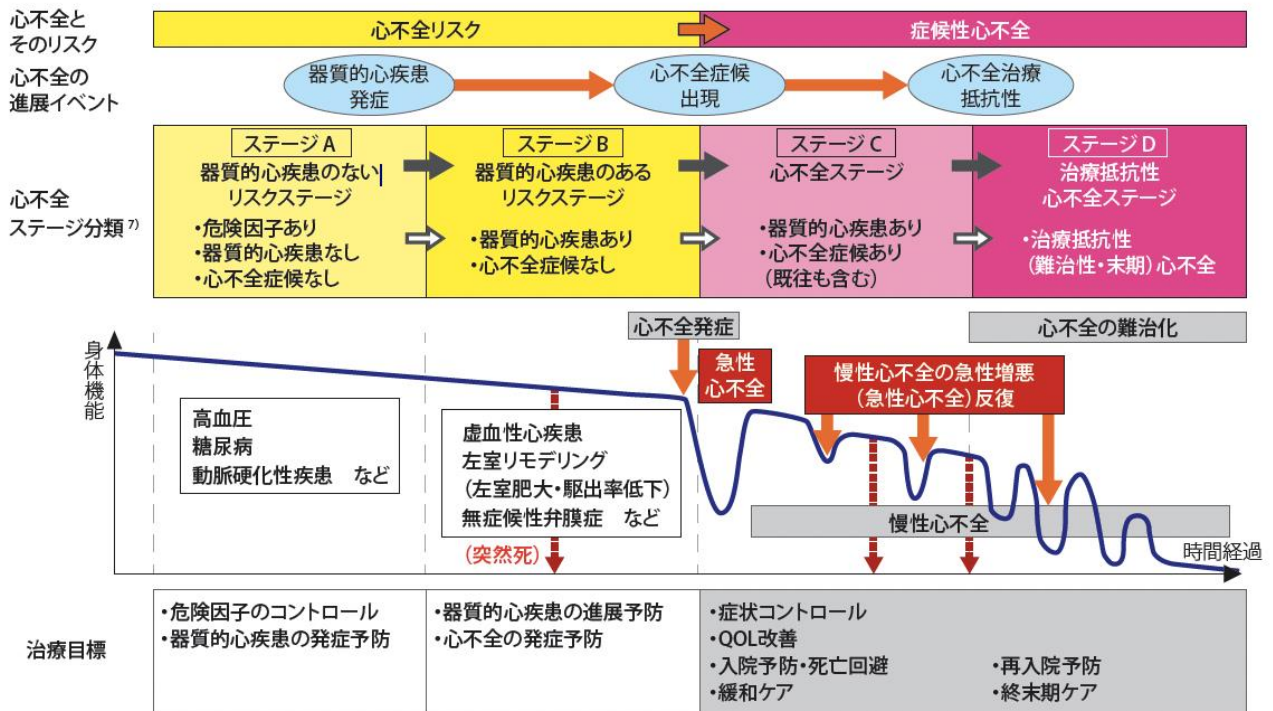 心不全と
そのリスク
心不全リスク
症候性心不全
心不全の
進展イベント
器質的心疾患
発症
心不全症候
出現
心不全治療
抵抗性
心不全
ステージ分類 7)
ステージ A
器質的心疾患のない
リスクステージ
・危険因子あり
・器質的心疾患なし
・心不全症候なし
ステージ B
器質的心疾患のある
リスクステージ
・器質的心疾患あり
・心不全症候なし
ステージ C
心不全ステージ
・器質的心疾患あり
・心不全症候あり
(既往も含む)
ステージ D
治療抵抗性
心不全ステージ
・治療抵抗性
(難治性・末期)心不全
身体機能
心不全発症
急性
心不全
慢性心不全の急性増悪
(急性心不全)反復
心不全の難治化
高血圧
糖尿病
動脈硬化性疾患 など
虚血性心疾患
左室リモデリング
(左室肥大・駆出率低下)
無症候性弁膜症 など
(突然死)
慢性心不全
時間経過
治療目標
・危険因子のコントロール
・器質的心疾患の発症予防
・器質的心疾患の進展予防
・心不全の発症予防
・症状コントロール
・QOL改善
・入院予防・死亡回避
・緩和ケア
・再入院予防
・終末期ケア